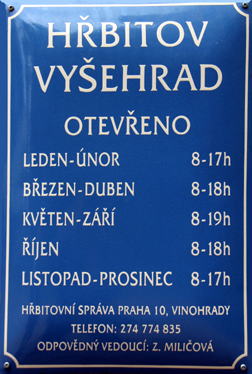 HŘBITOV
VYŠEHRAD
OTEVŘENO
LEDEN-ÚNOR 8-17h
BŘEZEN-DUBEN 8-18h
KVĚTEN-ZÁŘÍ 8-19h
ŘÍJEN 8-18h
LISTOPAD-PROSINEC 8-17h
HŘBITOVNÍ SPRÁVA PRAHA 10, VINOHRADY
TELEFON: 274 774 835
ODPOVĚDNÝ VEDOUCÍ: Z. MILIČOVÁ